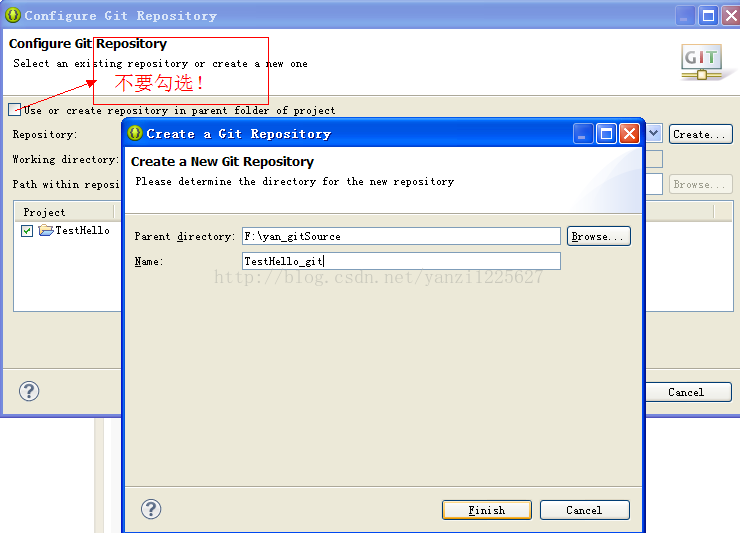 Configure Git Repository
Configure Git Repository
Select an existing repository or create a new one
GIT
不要勾选！
Use or create repository in parent folder of project
Repository:
Create...
Working directory:
Path within reposi
Browse...
Project
TestHello
Create a Git Repository
Create a New Git Repository
Please determine the directory for the new repository
Parent directory: F:\yan_gitSource Browse...
Name: TestHello_git
http://blog.csdn.net/yanzi1225627
? Cancel
? Finish Cancel